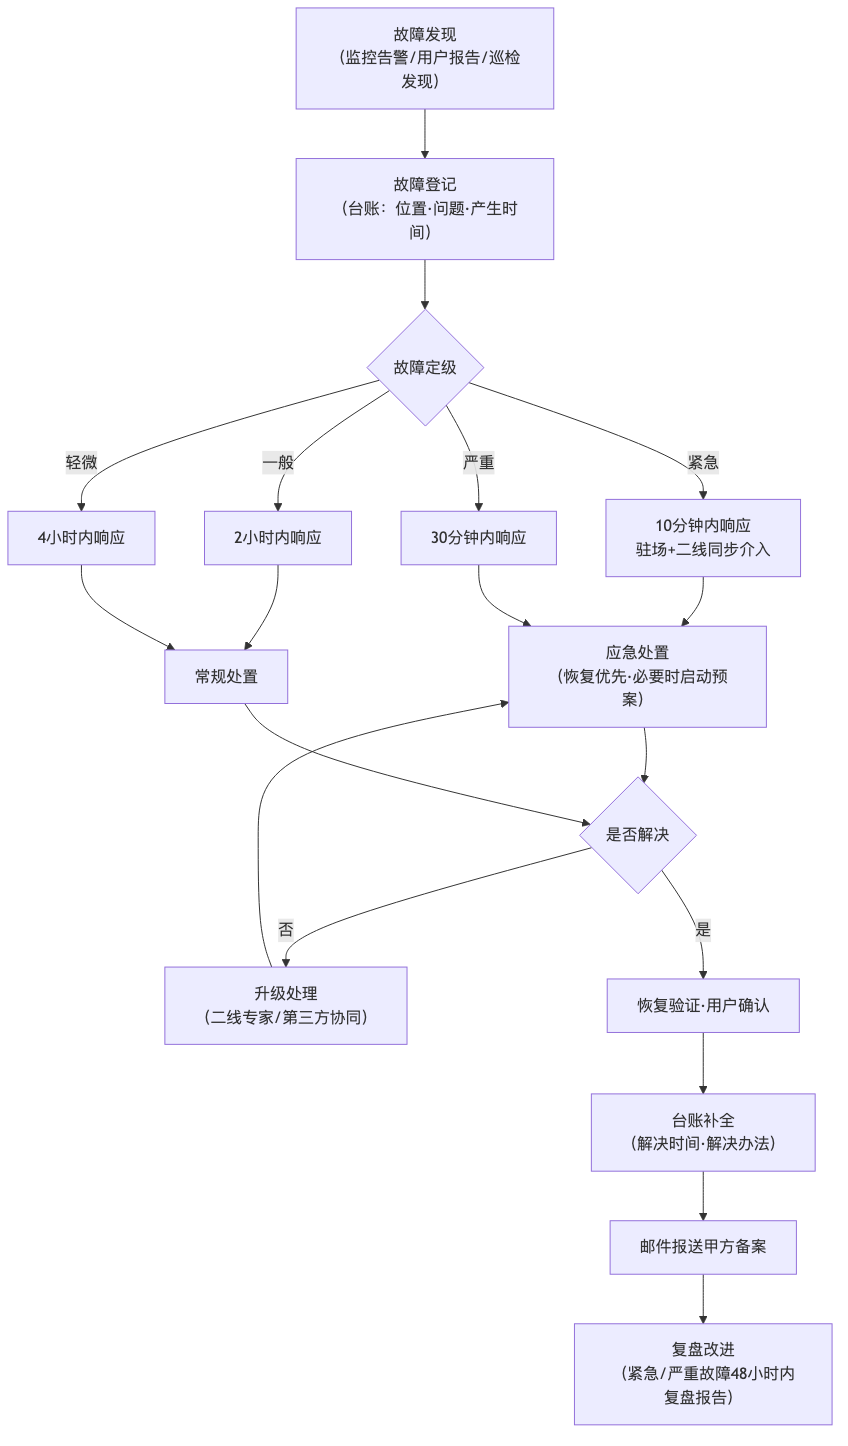 故障发现
（监控告警/用户报告/巡检
发现）
故障登记
（台账：位置·问题·产生时
间）
故障定级
轻微
一般
严重
紧急
4小时内响应
2小时内响应
30分钟内响应
10分钟内响应
驻场+二线同步介入
常规处置
应急处置
（恢复优先·必要时启动预
案）
是否解决
否
是
升级处理
（二线专家/第三方协同）
恢复验证·用户确认
台账补全
（解决时间·解决办法）
邮件报送甲方备案
复盘改进
（紧急/严重故障48小时内
复盘报告）